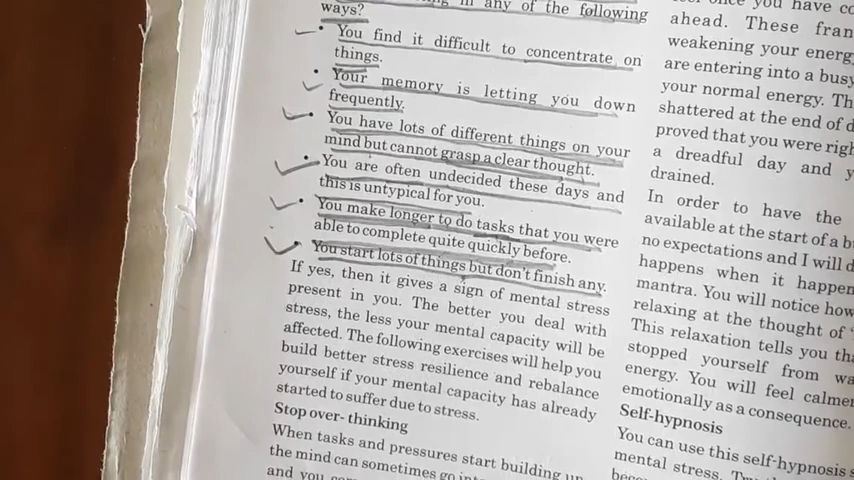 in any of the following
ways?
• You find it difficult to concentrate on
things.
• Your memory is letting you down
frequently.
• You have lots of different things on your
mind but cannot grasp a clear thought.
• You are often undecided these days and
this is untypical for you.
• You make longer to do tasks that you were
able to complete quite quickly before.
• You start lots of things but don't finish any.
If yes, then it gives a sign of mental stress
present in you. The better you deal with
stress, the less your mental capacity will be
affected. The following exercises will help you
build better stress resilience and rebalance
yourself if your mental capacity has already
started to suffer due to stress.
Stop over- thinking
When tasks and pressures start building up
the mind can sometimes go into
and you
once you have
ahead. These
weakening your energy
are entering into a busy
your normal energy.
shattered at the end of
proved that you were
a dreadful day and
drained.
In order to have the
available at the start of a
no expectations and I will
happens when it
mantra. You will notice how
relaxing at the thought of
This relaxation tells you
stopped yourself from
energy. You will feel
emotionally as a consequence.
Self-hypnosis
You can use this self-hypnosis
mental stress.